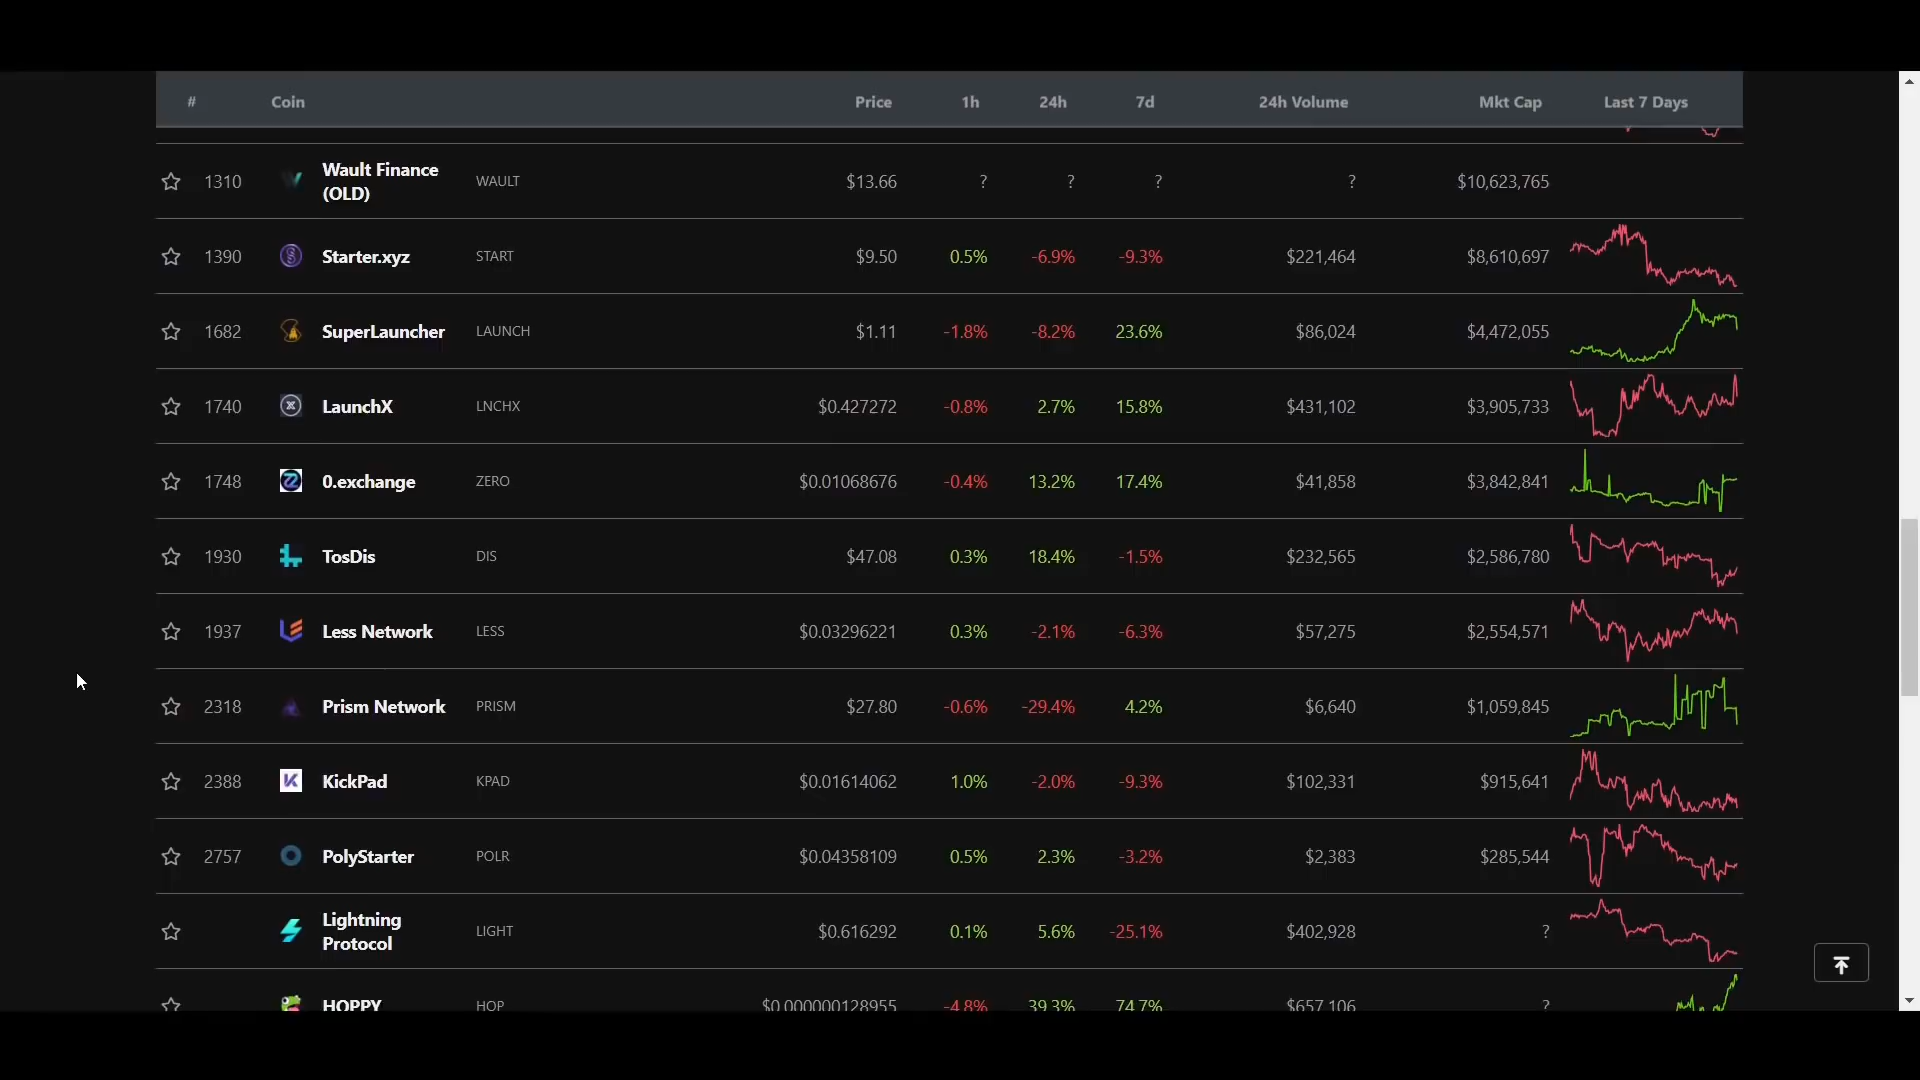 # Coin Price 1h 24h 7d 24h Volume Mkt Cap Last 7 Days
1310 Wault Finance (OLD) WAULT $13.66 ? ? ? ? $10,623,765
1390 Starter.xyz START $9.50 0.5% -6.9% -9.3% $221,464 $8,610,697
1682 SuperLauncher LAUNCH $1.11 -1.8% -8.2% 23.6% $86,024 $4,472,055
1740 LaunchX LNCHX $0.427272 -0.8% 2.7% 15.8% $431,102 $3,905,733
1748 0.exchange ZERO $0.01068676 -0.4% 13.2% 17.4% $41,858 $3,842,841
1930 TosDis DIS $47.08 0.3% 18.4% -1.5% $232,565 $2,586,780
1937 Less Network LESS $0.03296221 0.3% -2.1% -6.3% $57,275 $2,554,571
2318 Prism Network PRISM $27.80 -0.6% -29.4% 4.2% $6,640 $1,059,845
2388 KickPad KPAD $0.01614062 1.0% -2.0% -9.3% $102,331 $915,641
2757 PolyStarter POLR $0.04358109 0.5% 2.3% -3.2% $2,383 $285,544
Lightning Protocol LIGHT $0.616292 0.1% 5.6% -25.1% $402,928 ?
HOPPY HOP $0.000000128955 -4.8% 39.3% 74.7% $657,106 ?